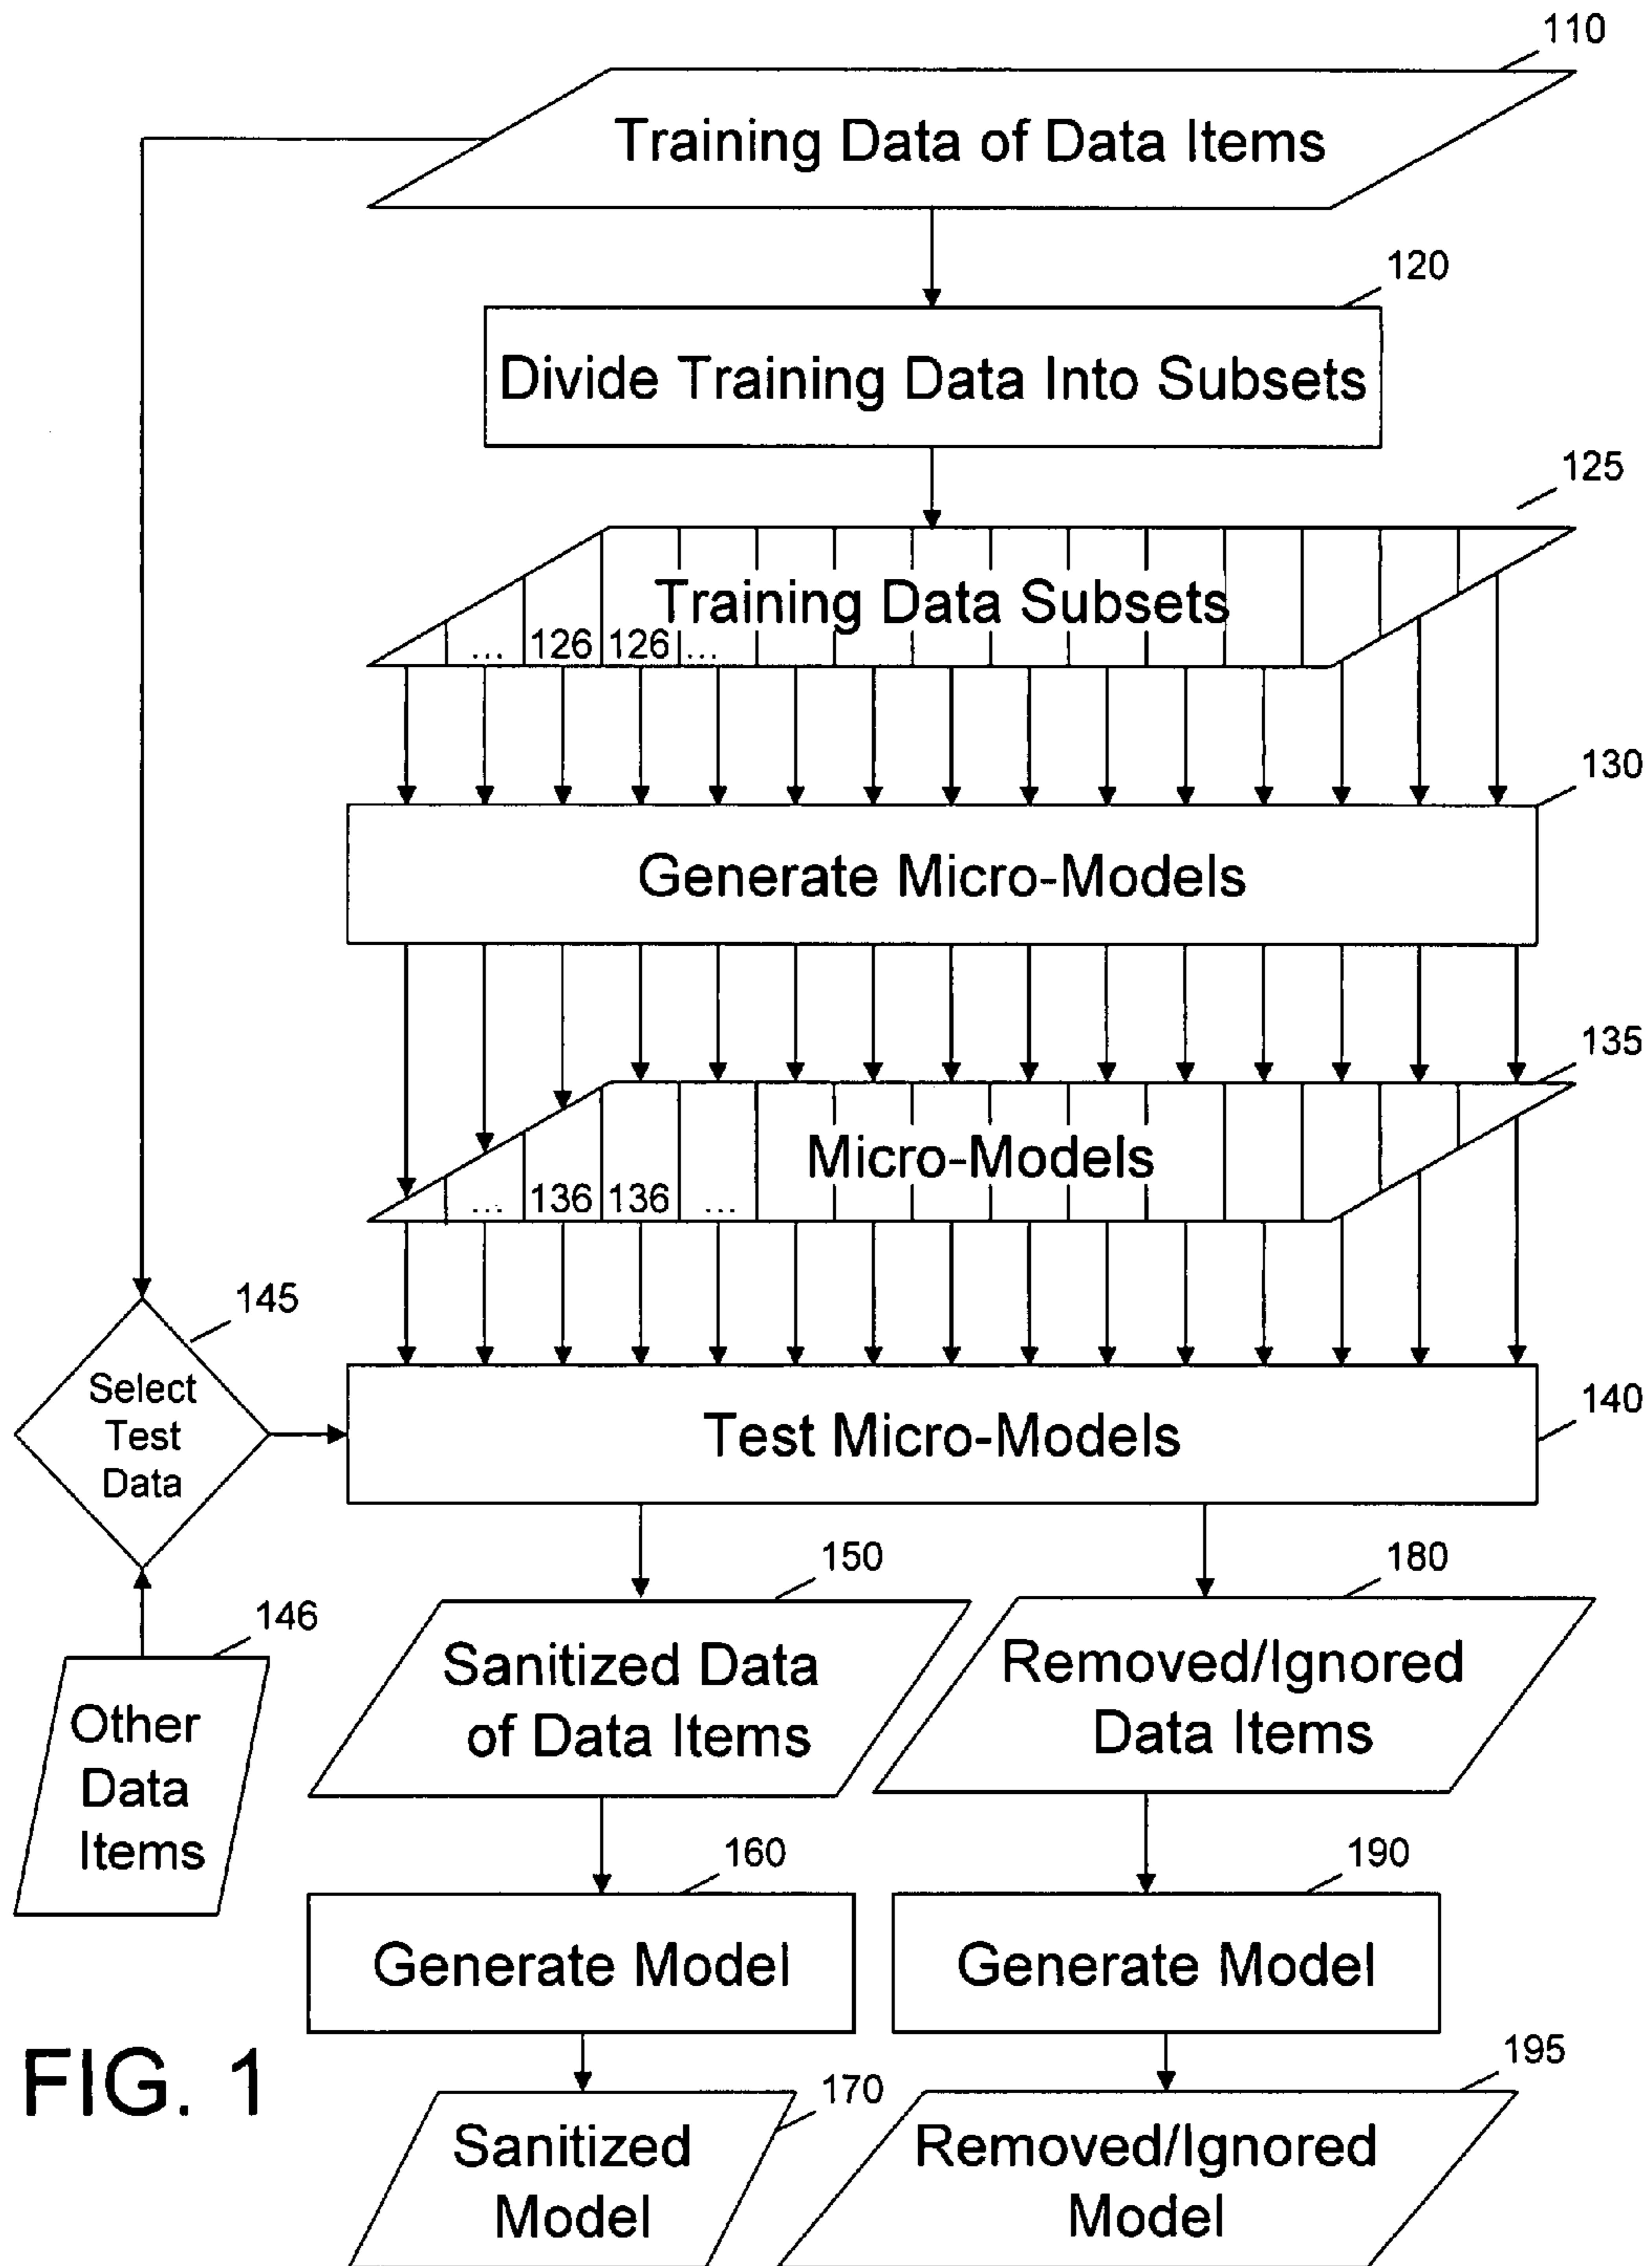 110
Training Data of Data Items
120
Divide Training Data Into Subsets
125
Training Data Subsets
... 126 126 ...
130
Generate Micro-Models
135
Micro-Models
... 136 136 ...
145
Select
Test
Data
140
Test Micro-Models
150
180
146
Sanitized Data
of Data Items
Removed/Ignored
Data Items
Other
Data
Items
160
190
Generate Model
Generate Model
FIG. 1
170
195
Sanitized
Model
Removed/Ignored
Model